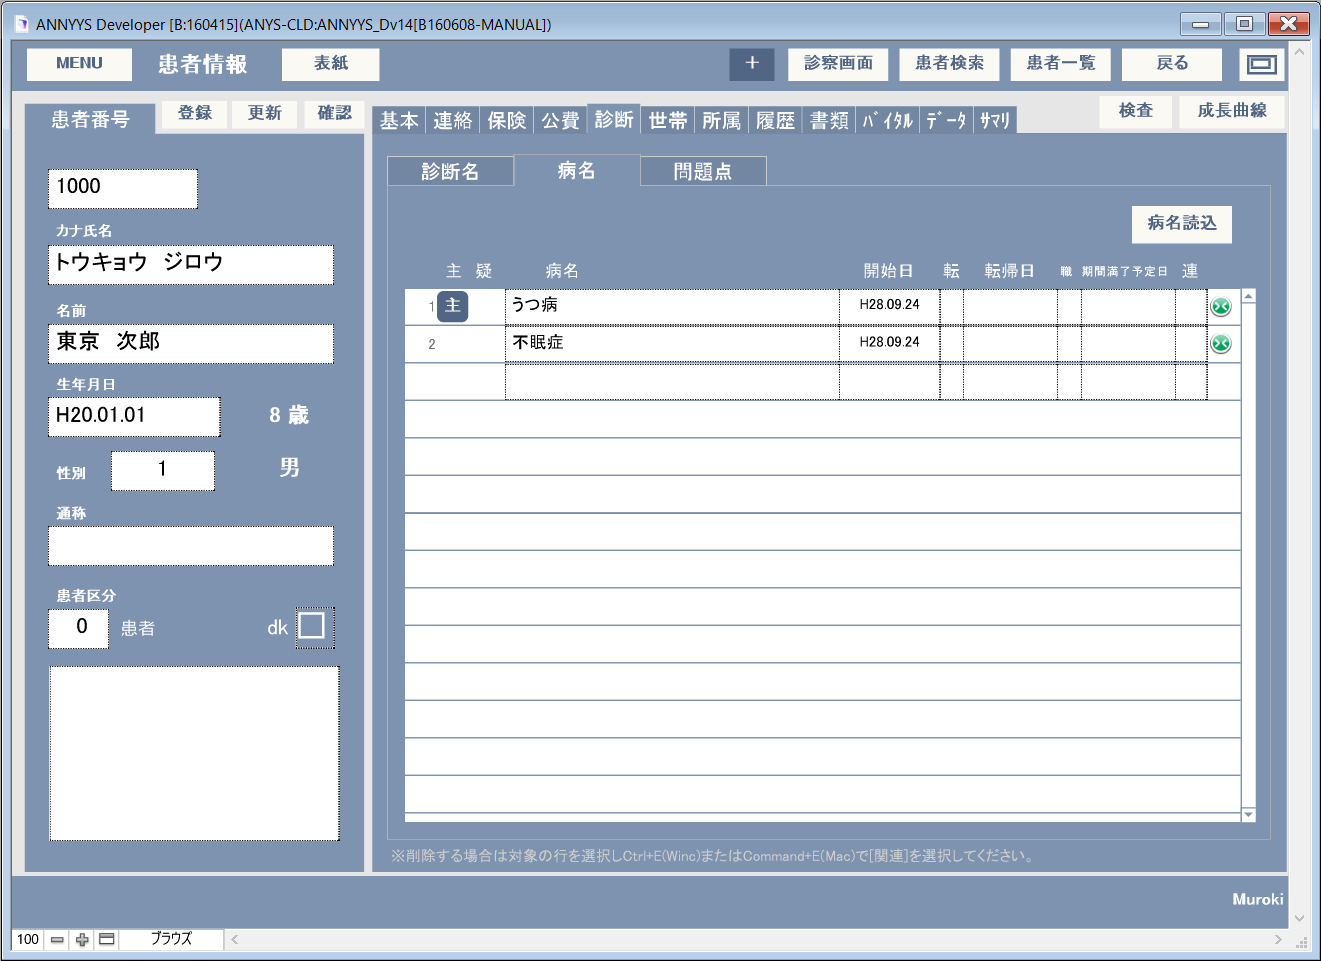 ANNYYS Developer [B:160415](ANYS-CLD:ANNYYS_Dv14[B160608-MANUAL])
MENU 患者情報 表紙 + 診察画面 患者検索 患者一覧 戻る
患者番号 登録 更新 確認
基本 連絡 保険 公費 診断 世帯 所属 履歴 書類 ﾊﾞｲﾀﾙ ﾃﾞｰﾀ ｻﾏﾘ
検査 成長曲線
1000
カナ氏名
トウキョウ ジロウ
名前
東京 次郎
生年月日
H20.01.01 8 歳
性別 1 男
通称
患者区分
0 患者 dk
診断名 病名 問題点
病名読込
主 疑 病名 開始日 転 転帰日 職 期間満了予定日 連
1 主 うつ病 H28.09.24
2 不眠症 H28.09.24
※削除する場合は対象の行を選択しCtrl+E(Winc)またはCommand+E(Mac)で[関連]を選択してください。
Muroki
100 ブラウズ